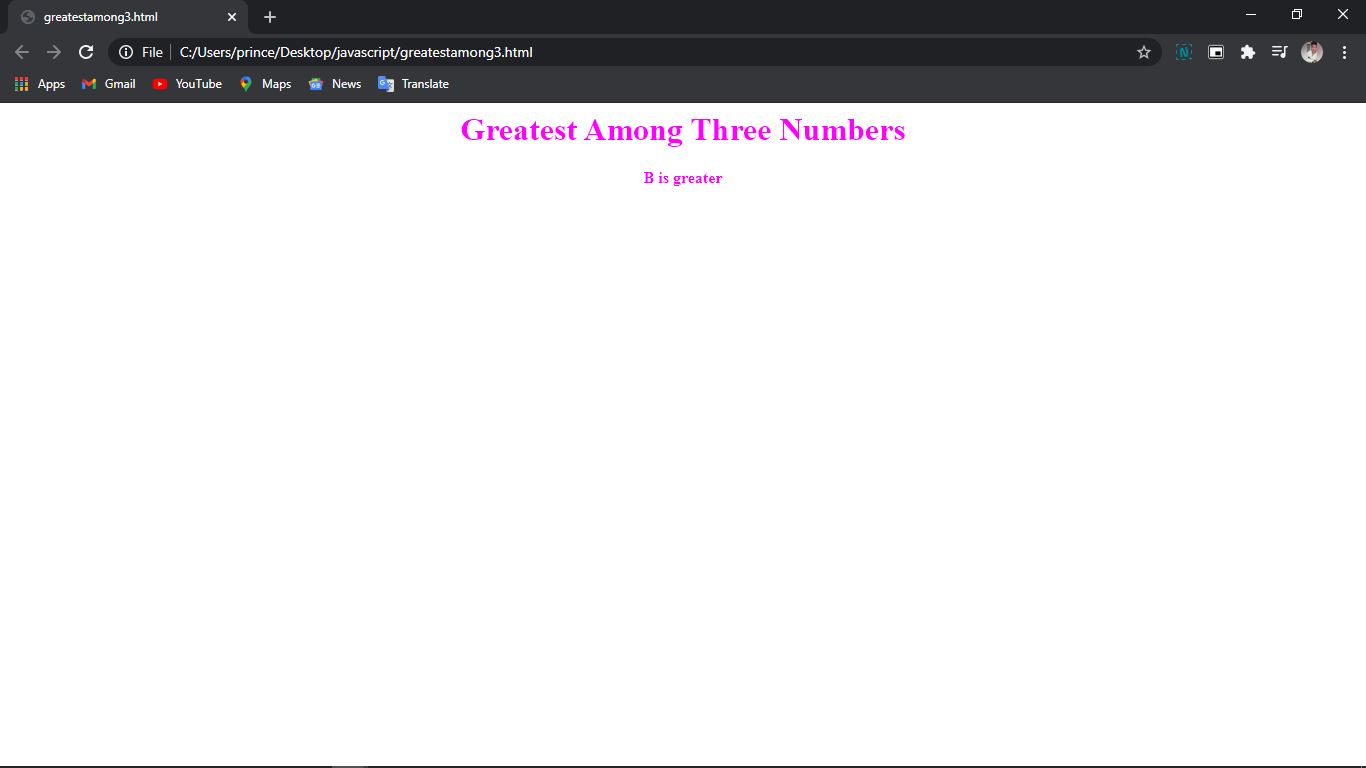 greatestamong3.html
File C:/Users/prince/Desktop/javascript/greatestamong3.html
Apps Gmail YouTube Maps News Translate
Greatest Among Three Numbers
B is greater